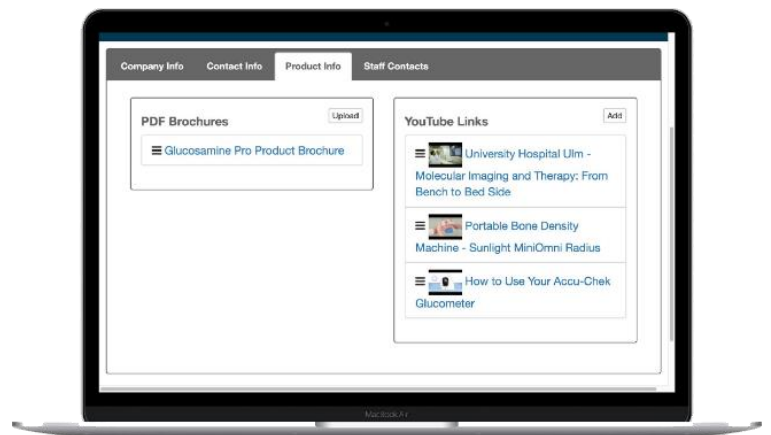 Company Info Contact Info Product Info Staff Contacts
PDF Brochures Upload
Glucosamine Pro Product Brochure
YouTube Links Add
University Hospital Ulm -
Molecular Imaging and Therapy: From
Bench to Bed Side
Portable Bone Density
Machine - Sunlight MiniOmni Radius
How to Use Your Accu-Chek
Glucometer
MacBook Air